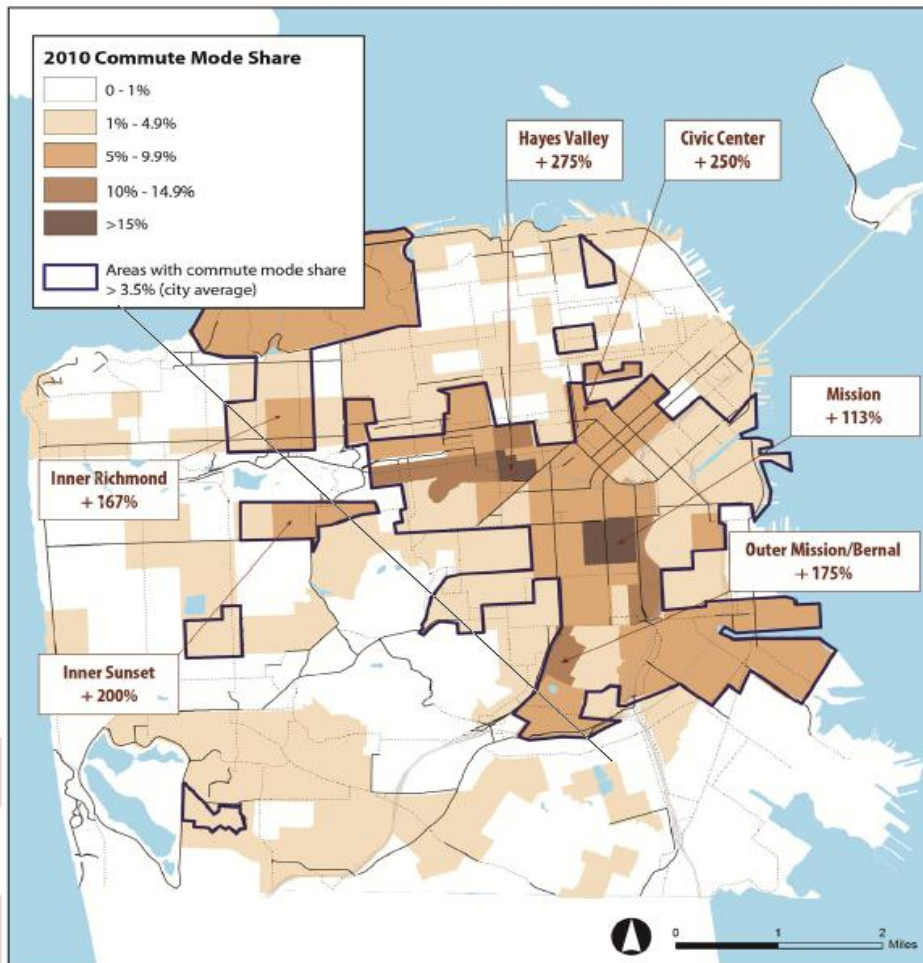 2010 Commute Mode Share
0 - 1%
1% - 4.9%
5% - 9.9%
10% - 14.9%
>15%
Areas with commute mode share
> 3.5% (city average)
Hayes Valley
+ 275%
Civic Center
+ 250%
Mission
+ 113%
Inner Richmond
+ 167%
Outer Mission/Bernal
+ 175%
Inner Sunset
+ 200%
0 1 2
Miles